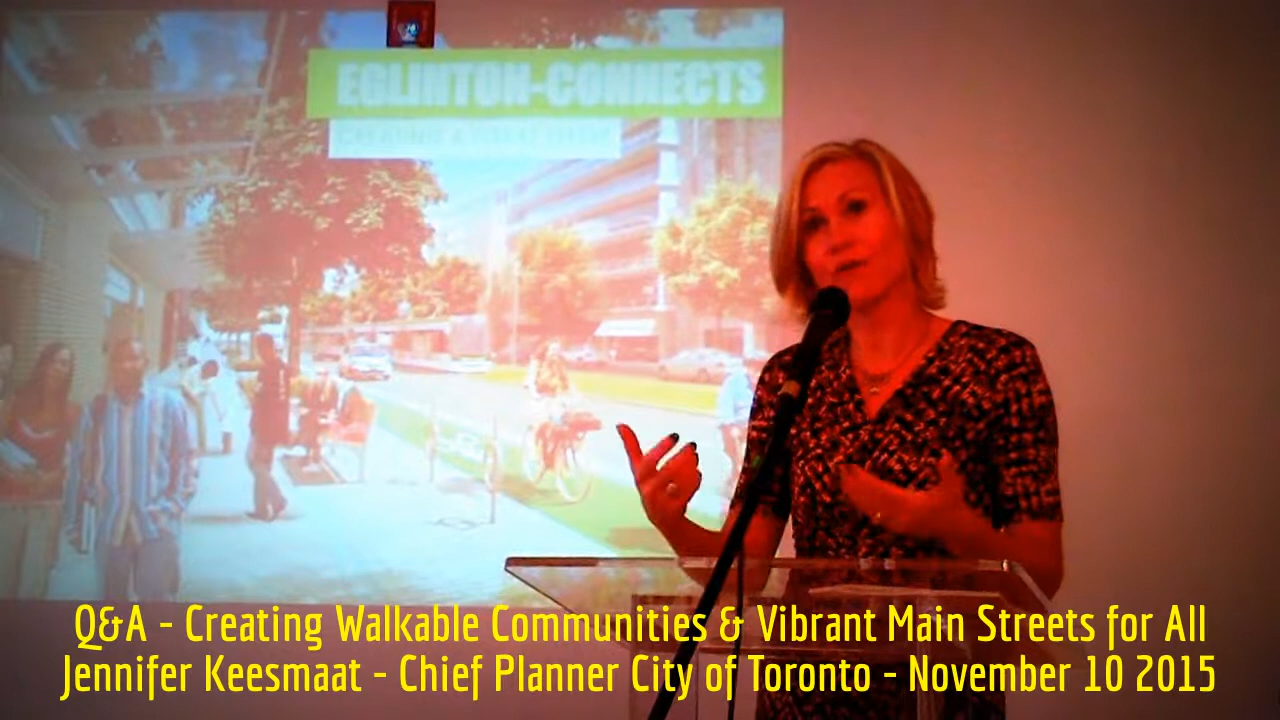 EGLINTON-CONNECTS
Q&A - Creating Walkable Communities & Vibrant Main Streets for All
Jennifer Keesmaat - Chief Planner City of Toronto - November 10 2015